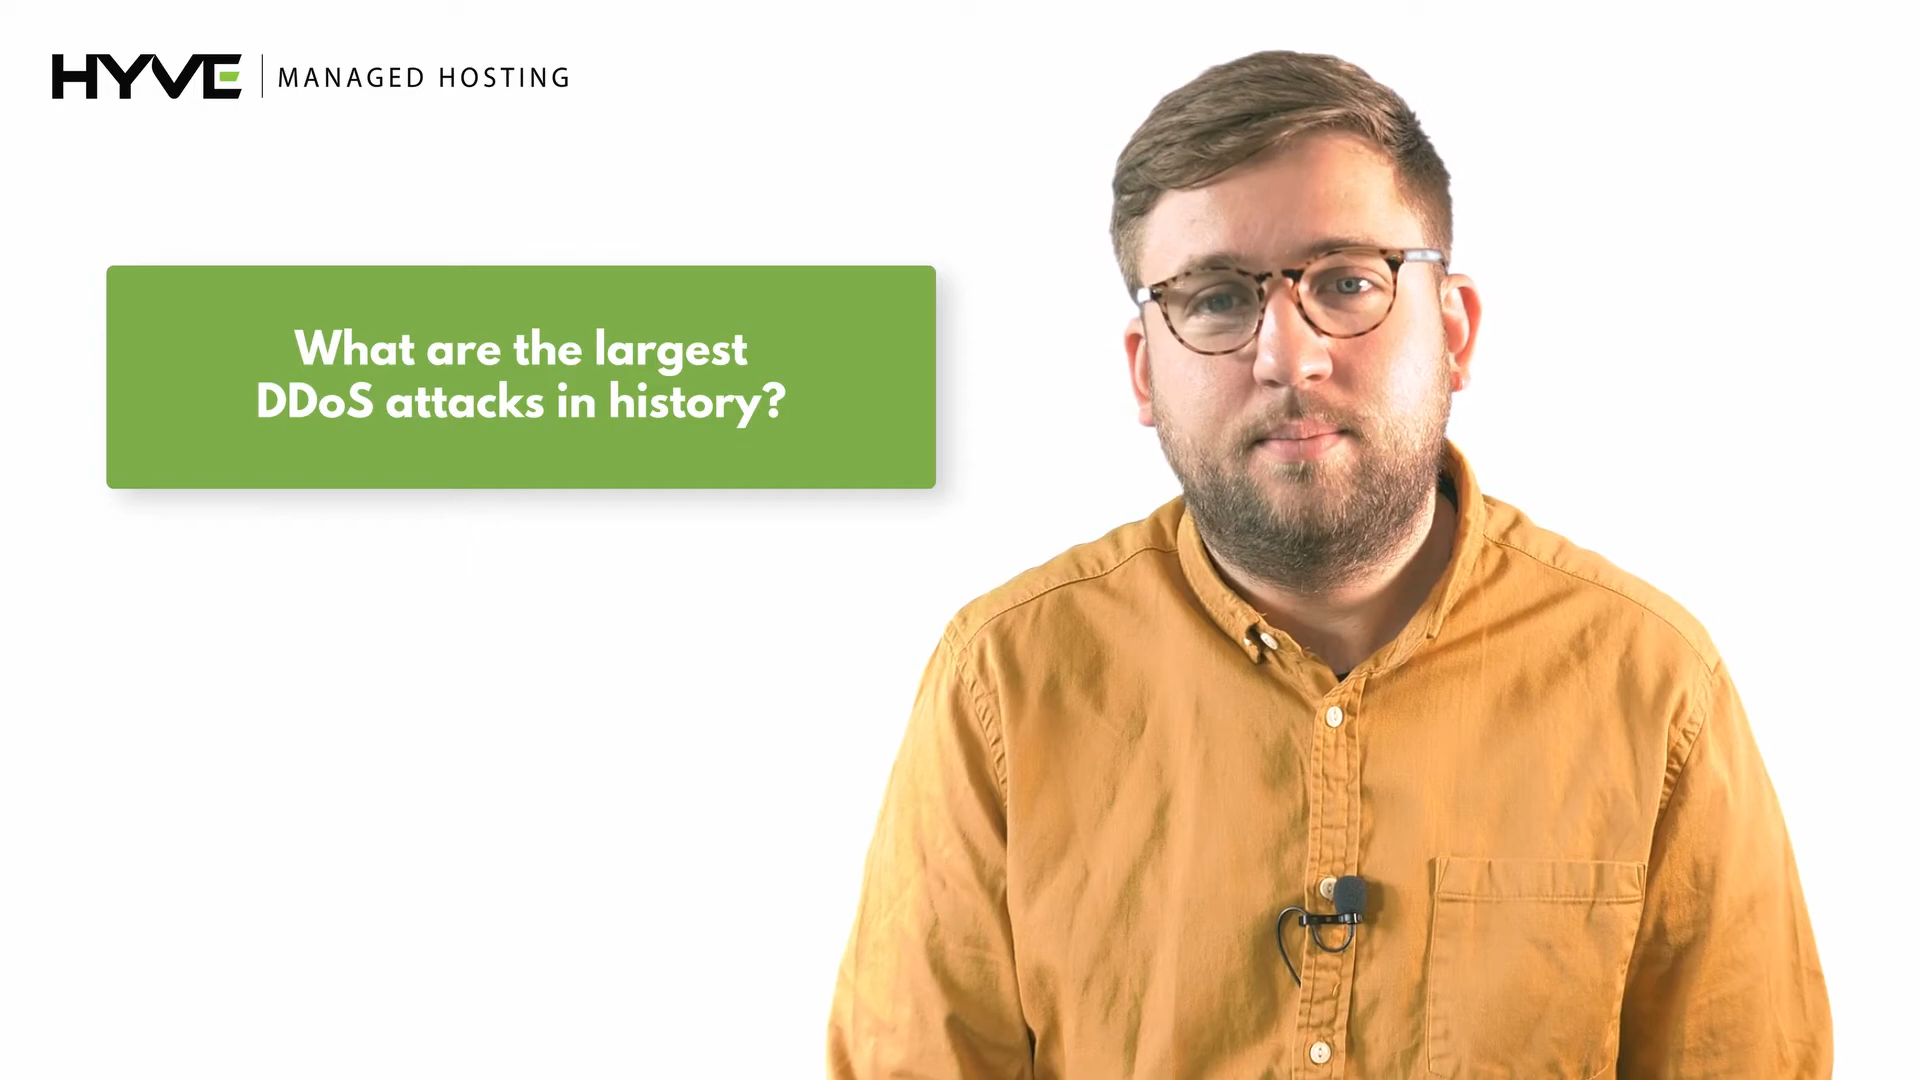 HYVE | MANAGED HOSTING
What are the largest
DDoS attacks in history?